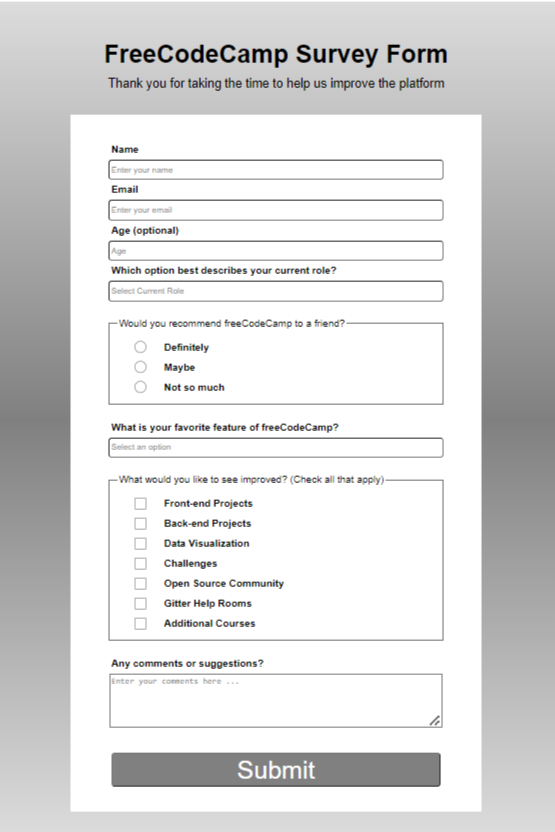 FreeCodeCamp Survey Form
Thank you for taking the time to help us improve the platform
Name
Enter your name
Email
Enter your email
Age (optional)
Age
Which option best describes your current role?
Select Current Role
Would you recommend freeCodeCamp to a friend?
Definitely
Maybe
Not so much
What is your favorite feature of freeCodeCamp?
Select an option
What would you like to see improved? (Check all that apply)
Front-end Projects
Back-end Projects
Data Visualization
Challenges
Open Source Community
Gitter Help Rooms
Additional Courses
Any comments or suggestions?
Enter your comments here ...
Submit